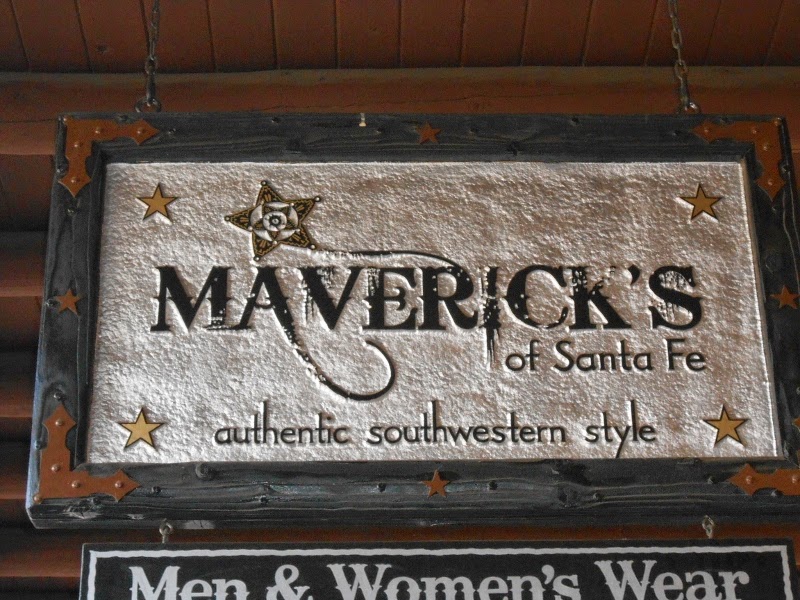 MAVERICK'S
of Santa Fe
authentic southwestern style
Men & Women's Wear